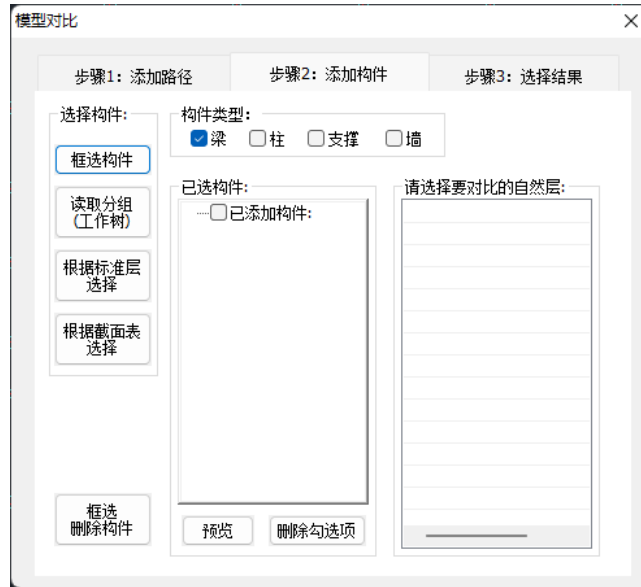 模型对比
步骤1: 添加路径
步骤2: 添加构件
步骤3: 选择结果
选择构件:
框选构件
读取分组
(工作树)
根据标准层
选择
根据截面表
选择
框选
删除构件
构件类型:
梁
柱
支撑
墙
已选构件:
已添加构件:
预览
删除勾选项
请选择要对比的自然层: